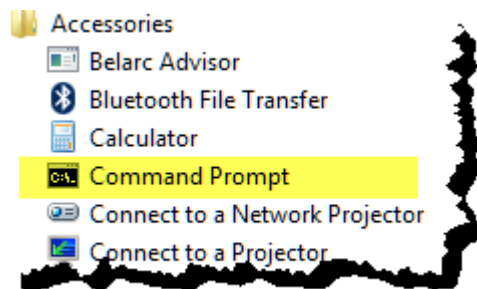 Accessories
Belarc Advisor
Bluetooth File Transfer
Calculator
C:\.
Command Prompt
Connect to a Network Projector
Connect to a Projector